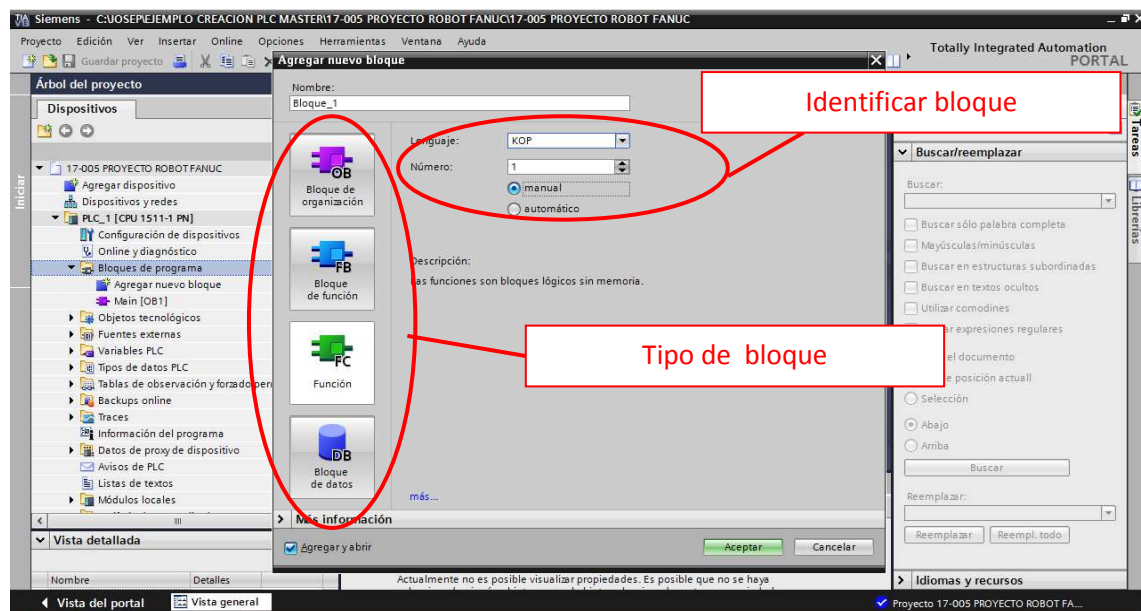 Siemens - C:\JOSEP\EJEMPLO CREACION PLC MASTER\17-005 PROYECTO ROBOT FANUC\17-005 PROYECTO ROBOT FANUC
Proyecto Edición Ver Insertar Online Opciones Herramientas Ventana Ayuda
Totally Integrated Automation
PORTAL
Guardar proyecto
Iniciar
Árbol del proyecto
Dispositivos
17-005 PROYECTO ROBOT FANUC
Agregar dispositivo
Dispositivos y redes
PLC_1 [CPU 1511-1 PN]
Configuración de dispositivos
Online y diagnóstico
Bloques de programa
Agregar nuevo bloque
Main [OB1]
Objetos tecnológicos
Fuentes externas
Variables PLC
Tipos de datos PLC
Tablas de observación y forzado per
Backups online
Traces
Información del programa
Datos de proxy de dispositivo
Avisos de PLC
Listas de textos
Módulos locales
Vista detallada
Nombre Detalles
Agregar nuevo bloque
Nombre:
Bloque_1
OB
Bloque de
organización
FB
Bloque
de función
FC
Función
DB
Bloque
de datos
Lenguaje: KOP
Número: 1
manual
automático
Descripción:
Las funciones son bloques lógicos sin memoria.
más...
Más información
Agregar y abrir
Aceptar Cancelar
Identificar bloque
Tipo de bloque
Actualmente no es posible visualizar propiedades. Es posible que no se haya
Tareas
Librerías
Buscar/reemplazar
Buscar:
Buscar sólo palabra completa
Mayúsculas/minúsculas
Buscar en estructuras subordinadas
Buscar en textos ocultos
Utilizar comodines
expresiones regulares
el documento
posición actuall
Selección
Abajo
Arriba
Buscar
Reemplazar:
Reemplazar Reempl. todo
Idiomas y recursos
Vista del portal Vista general
Proyecto 17-005 PROYECTO ROBOT FA...